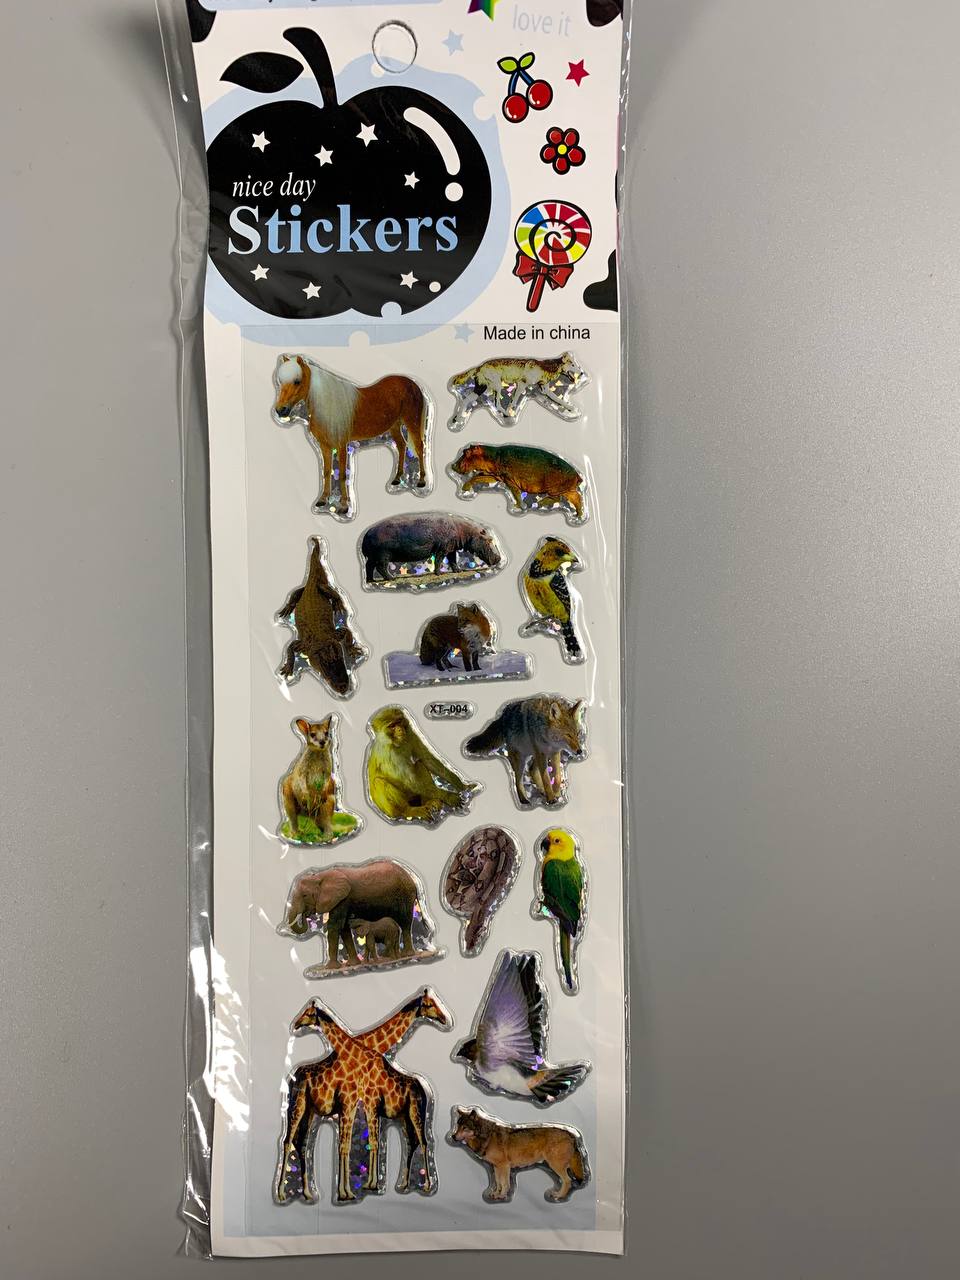 love it
nice day
Stickers
Made in china
XT-004